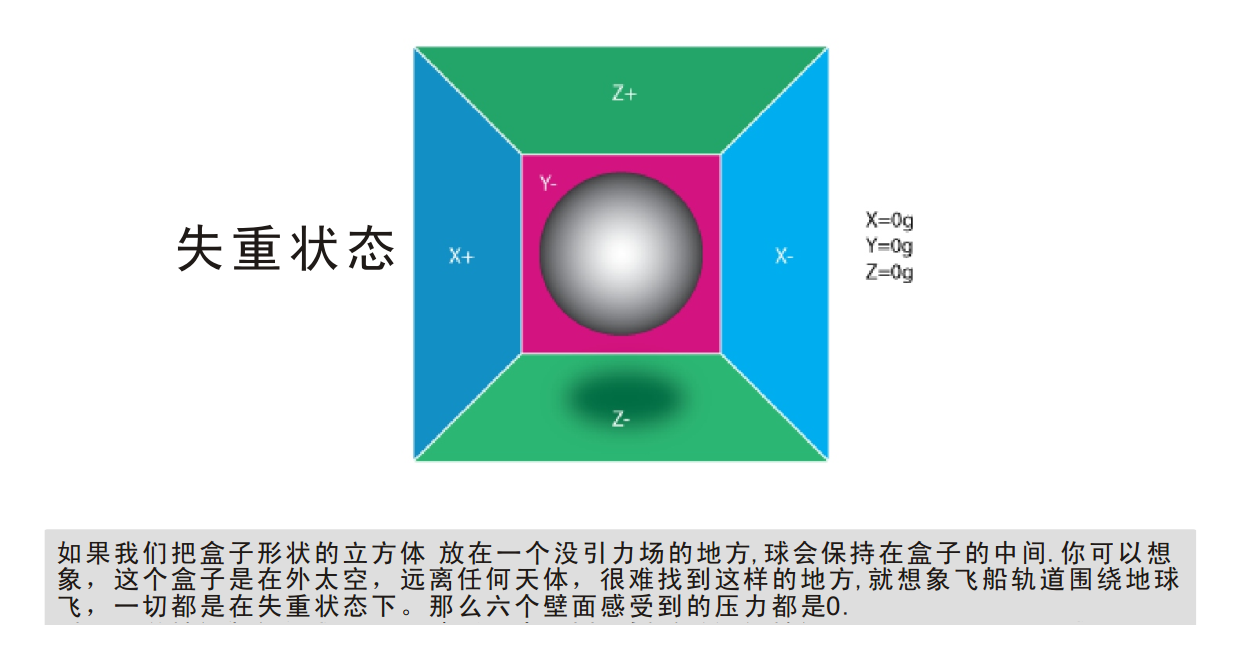 Z+
Y-
失重状态
X+
X-
X=0g
Y=0g
Z=0g
Z-
如果我们把盒子形状的立方体 放在一个没引力场的地方,球会保持在盒子的中间.你可以想
象，这个盒子是在外太空，远离任何天体，很难找到这样的地方,就想象飞船轨道围绕地球
飞，一切都是在失重状态下。那么六个壁面感受到的压力都是0.